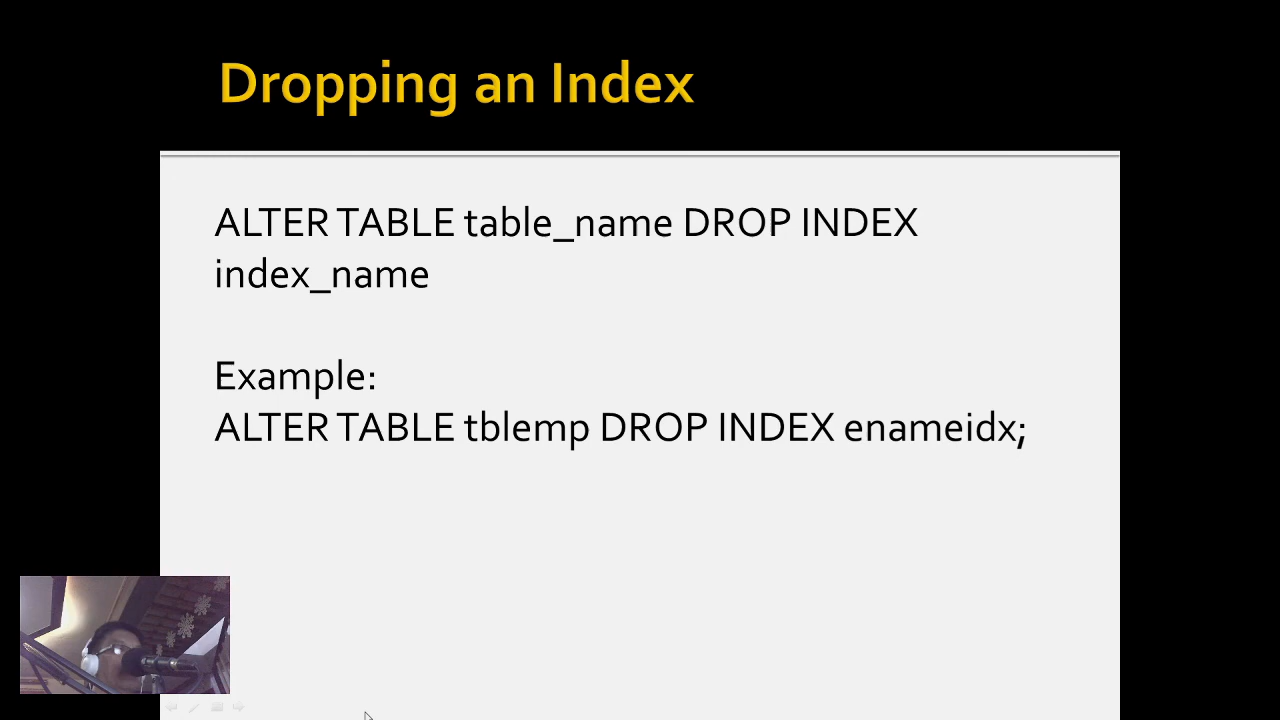 Dropping an Index
ALTER TABLE table_name DROP INDEX
index_name
Example:
ALTER TABLE tblemp DROP INDEX enameidx;